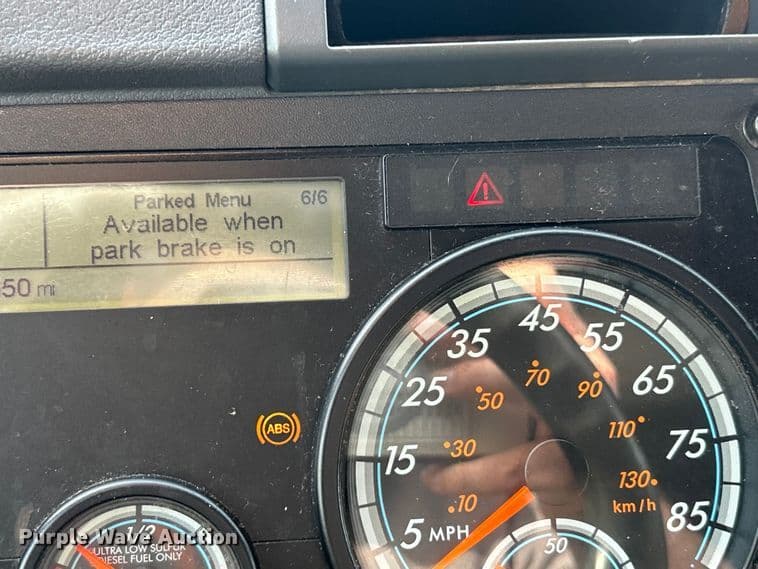 Parked Menu 6/6
Available when
park brake is on
50 mi
ABS
5 15 25 35 45 55 65 75 85
MPH
10 30 50 70 90 110 130
km/h
50
1/2
ULTRA LOW SULFUR
DIESEL FUEL ONLY
Purple Wave Auction